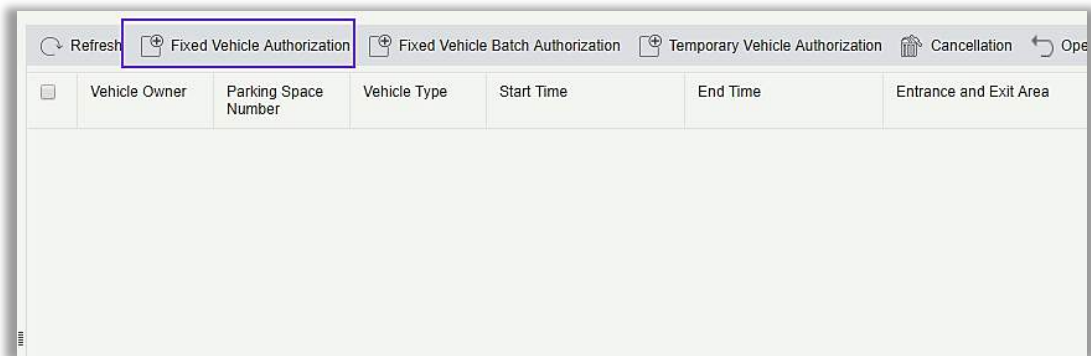 Refresh Fixed Vehicle Authorization Fixed Vehicle Batch Authorization Temporary Vehicle Authorization Cancellation Ope
Vehicle Owner Parking Space Number Vehicle Type Start Time End Time Entrance and Exit Area